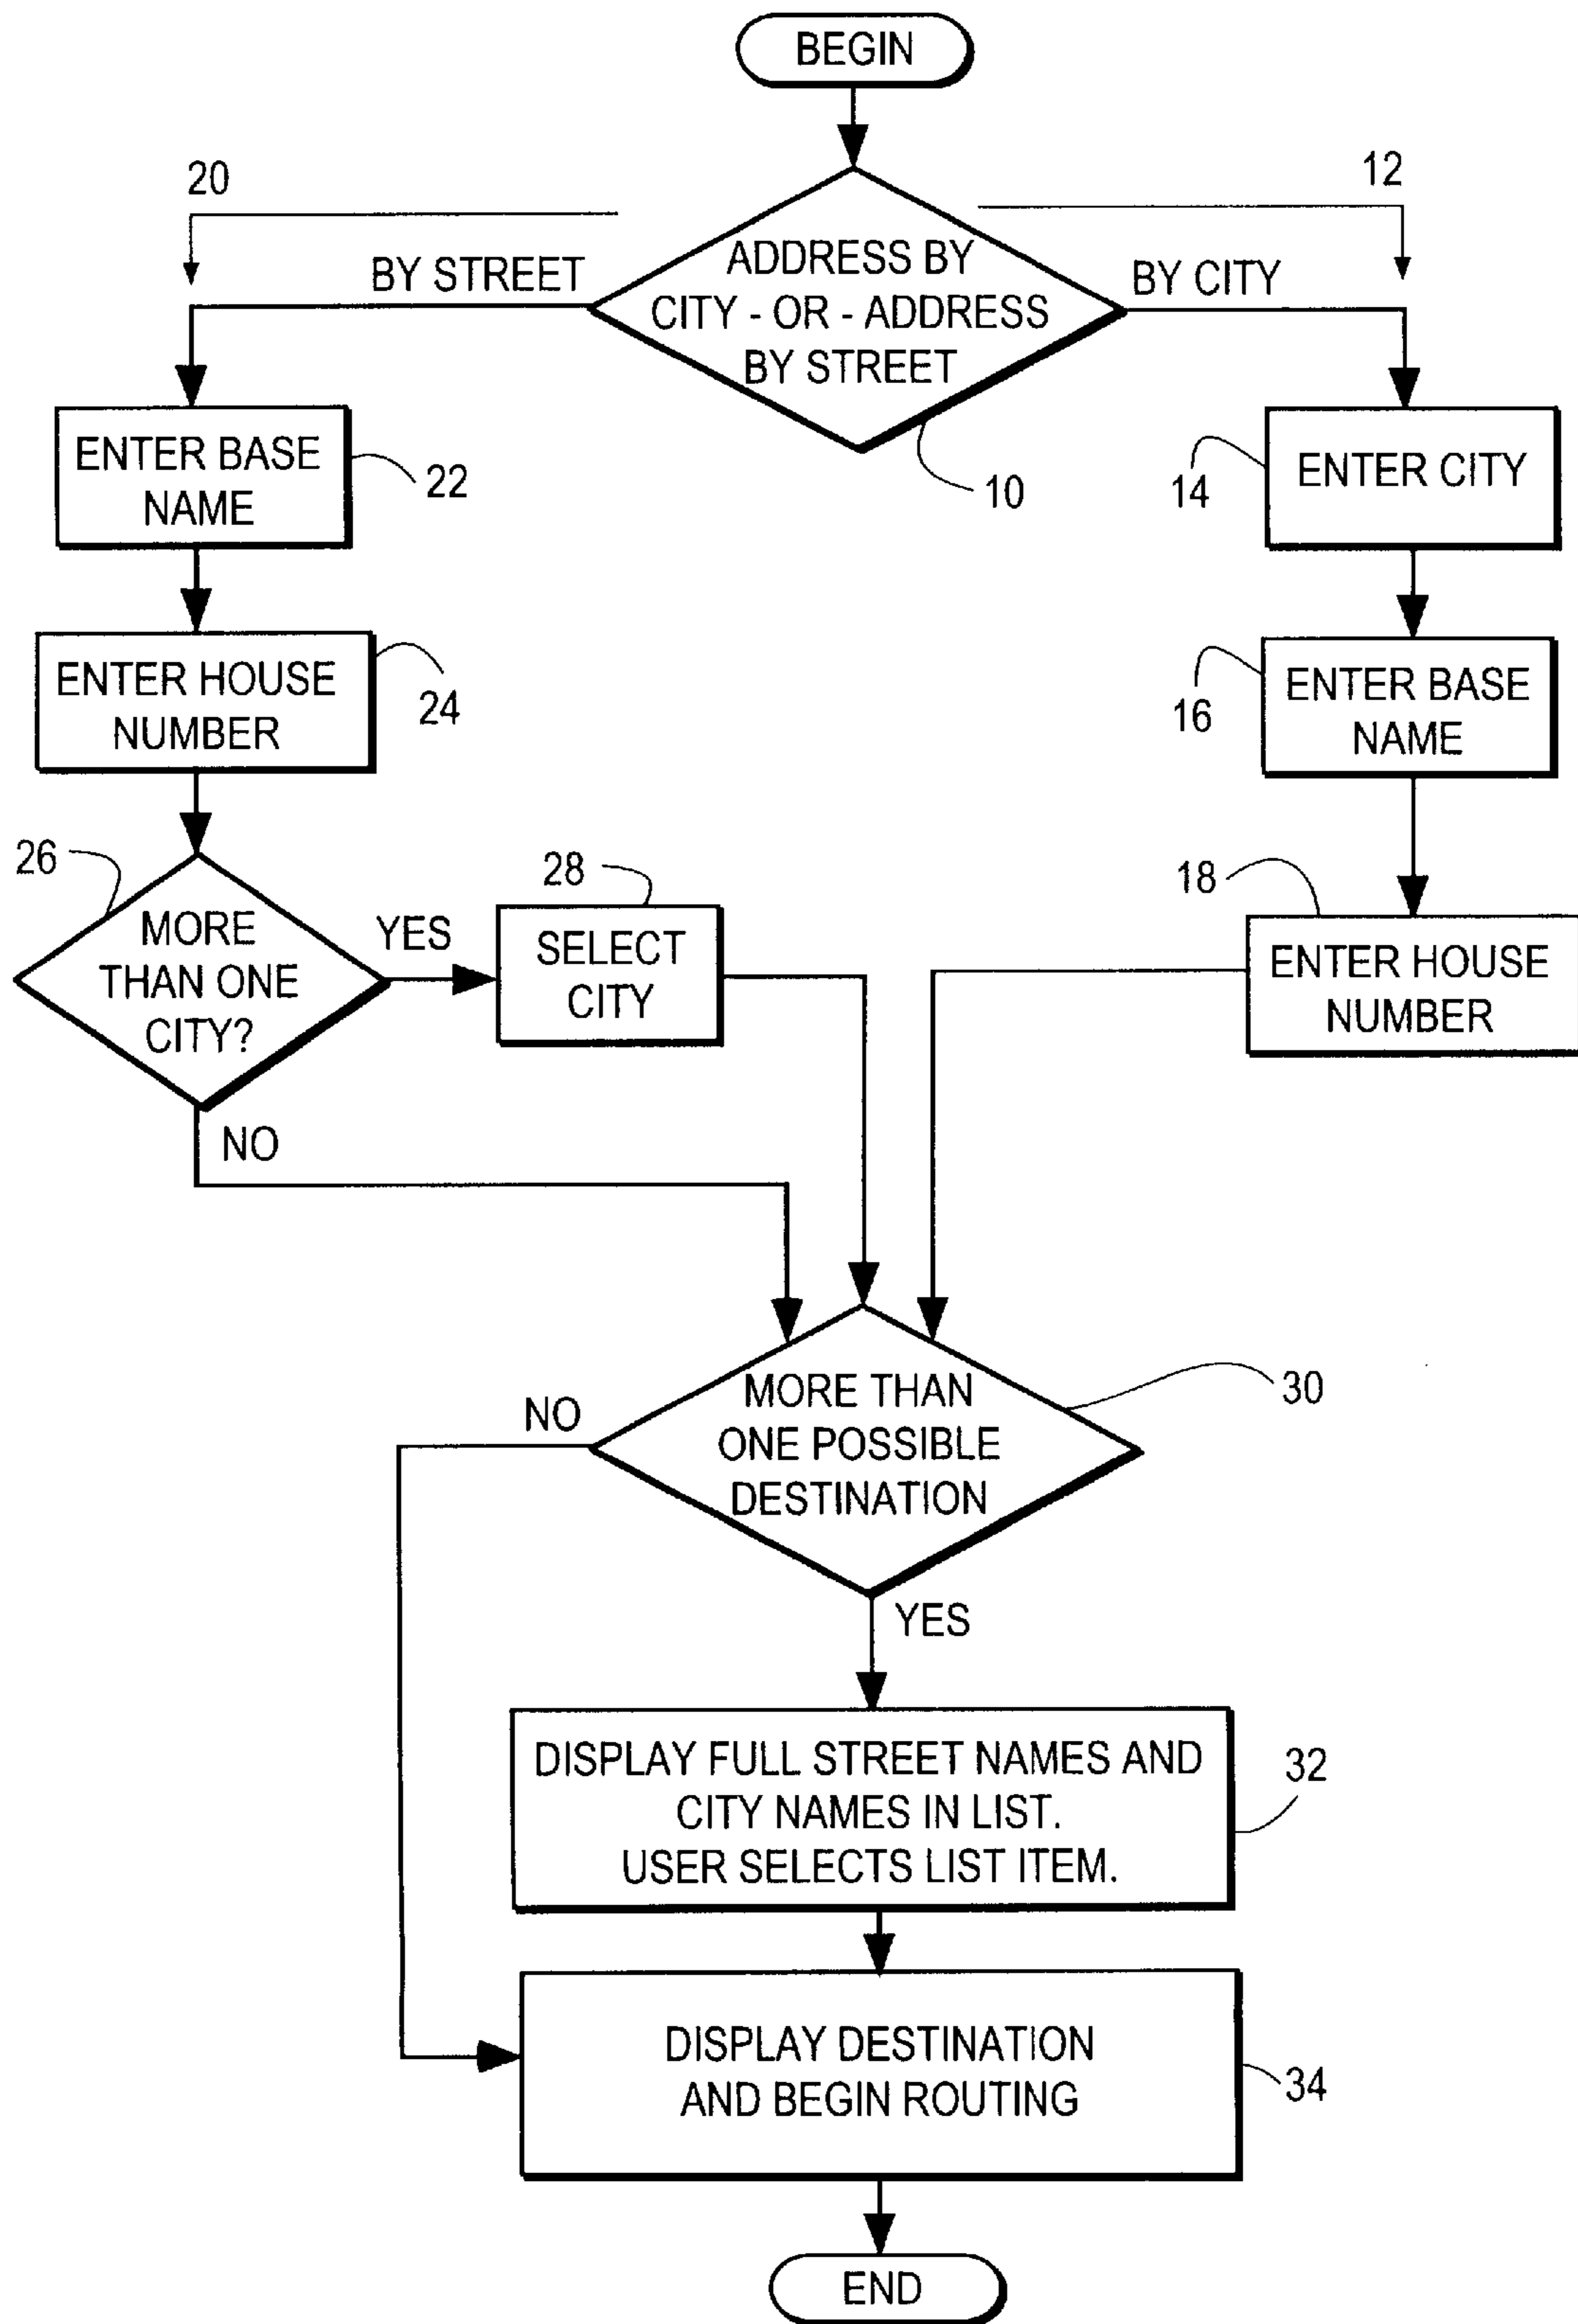 BEGIN
20
12
BY STREET
ADDRESS BY
CITY - OR - ADDRESS
BY STREET
BY CITY
10
ENTER BASE
NAME
22
ENTER CITY
14
ENTER HOUSE
NUMBER
24
ENTER BASE
NAME
16
26
MORE
THAN ONE
CITY?
YES
NO
28
SELECT
CITY
18
ENTER HOUSE
NUMBER
MORE THAN
ONE POSSIBLE
DESTINATION
30
NO
YES
DISPLAY FULL STREET NAMES AND
CITY NAMES IN LIST.
USER SELECTS LIST ITEM.
32
DISPLAY DESTINATION
AND BEGIN ROUTING
34
END